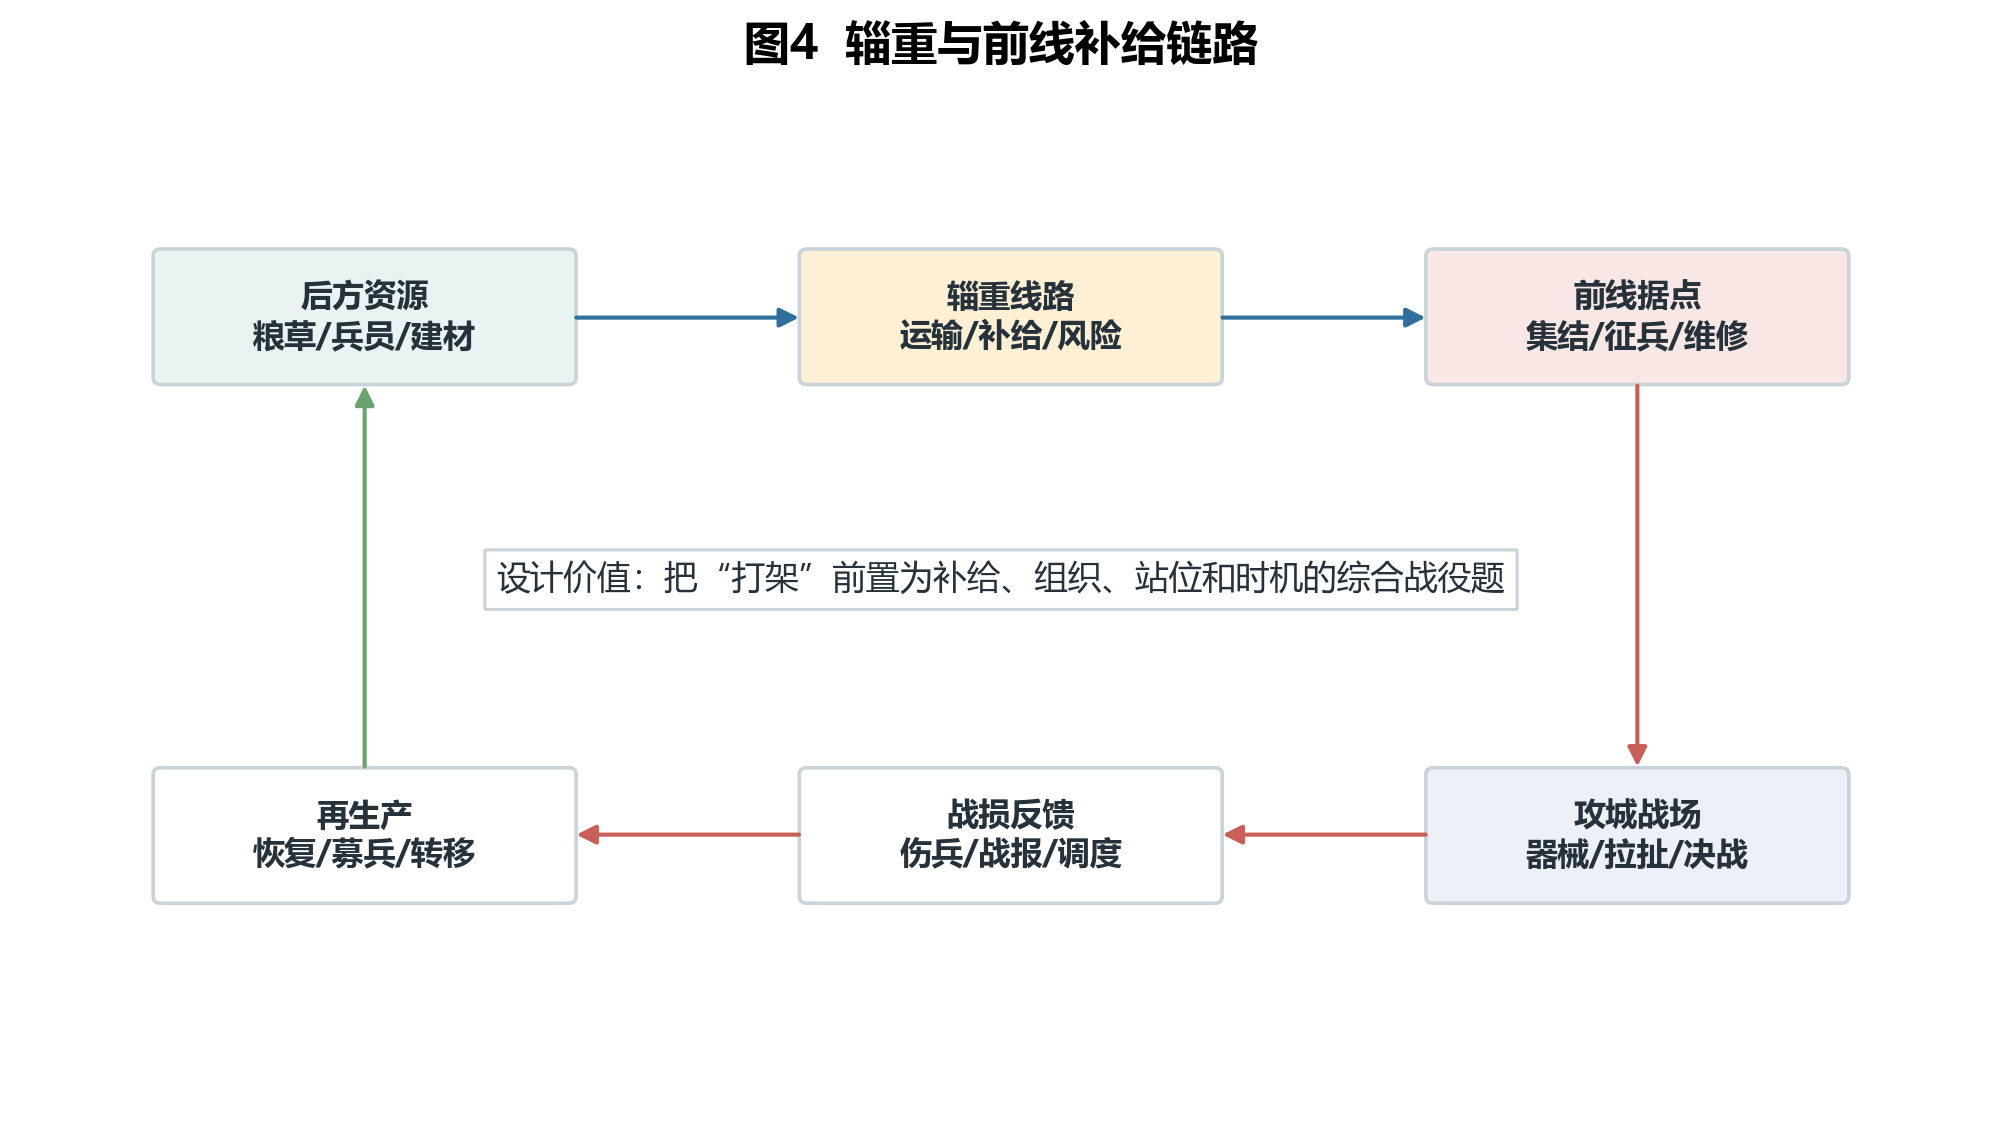 图4 辎重与前线补给链路
后方资源
粮草/兵员/建材
辎重线路
运输/补给/风险
前线据点
集结/征兵/维修
设计价值：把“打架”前置为补给、组织、站位和时机的综合战役题
再生产
恢复/募兵/转移
战损反馈
伤兵/战报/调度
攻城战场
器械/拉扯/决战